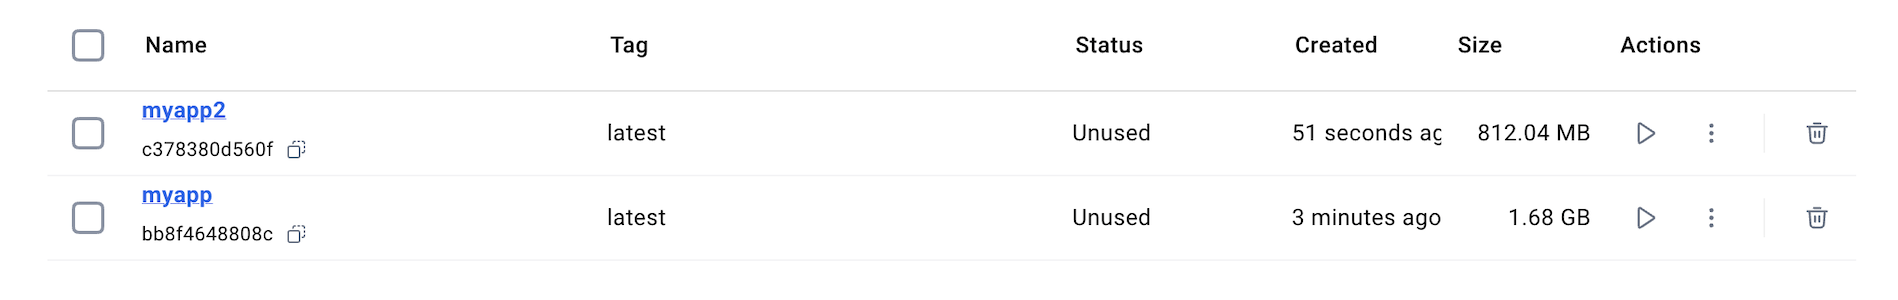 Name Tag Status Created Size Actions
myapp2
c378380d560f
latest Unused 51 seconds ag 812.04 MB
myapp
bb8f4648808c
latest Unused 3 minutes ago 1.68 GB